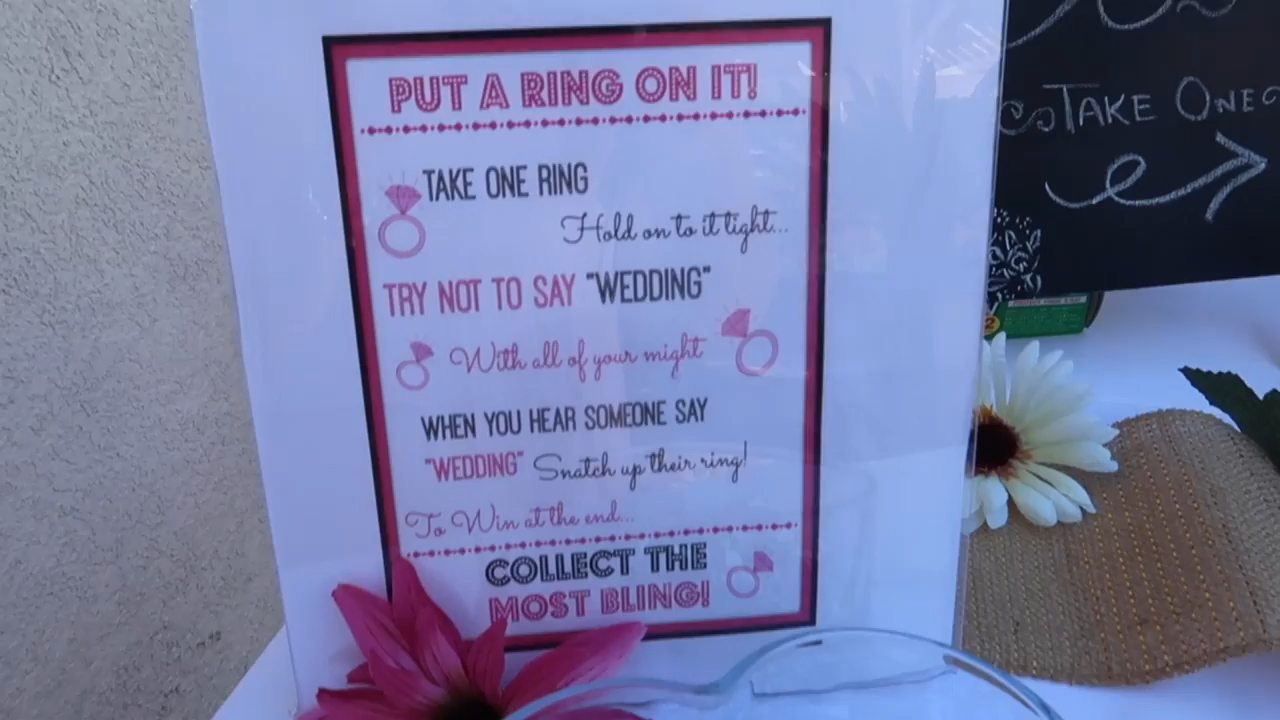 PUT A RING ON IT!
TAKE ONE RING
Hold on to it tight...
TRY NOT TO SAY "WEDDING"
With all of your might
WHEN YOU HEAR SOMEONE SAY
"WEDDING" Snatch up their ring!
To Win at the end...
COLLECT THE
MOST BLING!
TAKE ONE